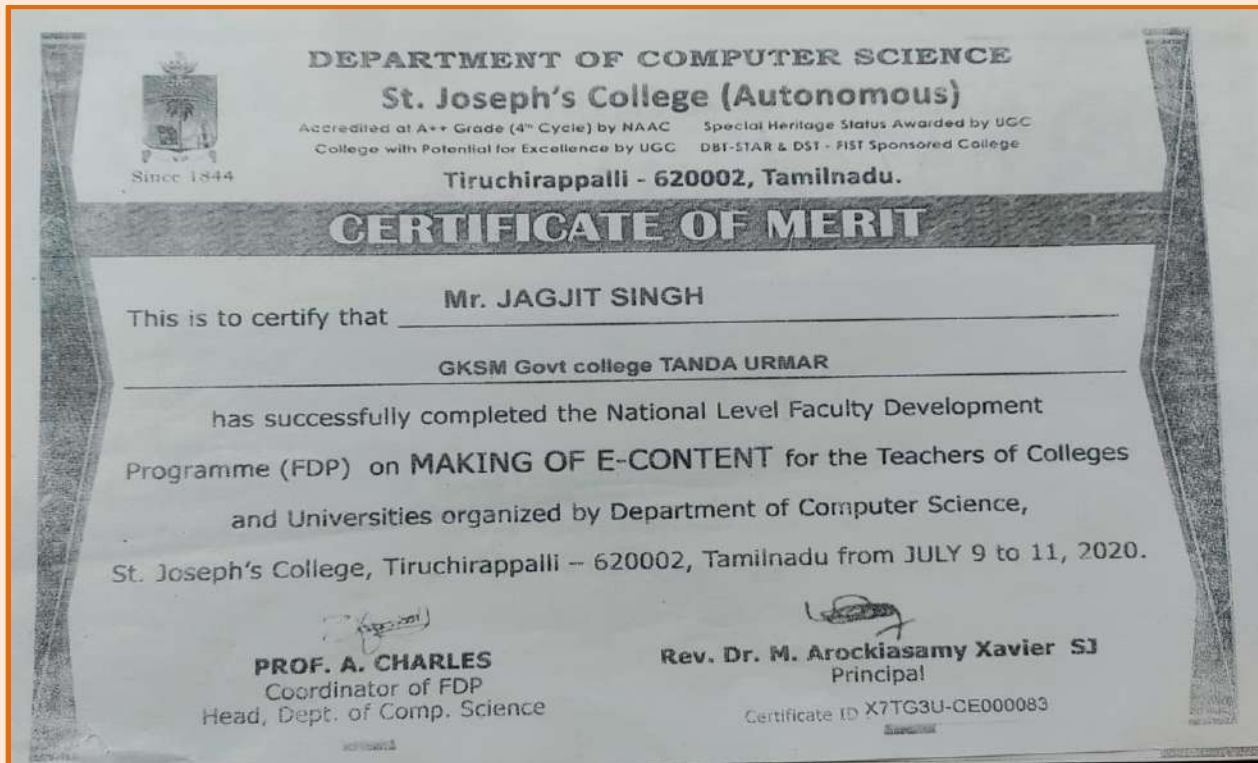 DEPARTMENT OF COMPUTER SCIENCE
St. Joseph's College (Autonomous)
Accredited at A++ Grade (4th Cycle) by NAAC Special Heritage Status Awarded by UGC
College with Potential for Excellence by UGC DBT-STAR & DST - FIST Sponsored College
Since 1844
Tiruchirappalli - 620002, Tamilnadu.
CERTIFICATE OF MERIT
This is to certify that Mr. JAGJIT SINGH
GKSM Govt college TANDA URMAR
has successfully completed the National Level Faculty Development
Programme (FDP) on MAKING OF E-CONTENT for the Teachers of Colleges
and Universities organized by Department of Computer Science,
St. Joseph's College, Tiruchirappalli – 620002, Tamilnadu from JULY 9 to 11, 2020.
PROF. A. CHARLES
Coordinator of FDP
Head, Dept. of Comp. Science
Rev. Dr. M. Arockiasamy Xavier SJ
Principal
Certificate ID X7TG3U-CE000083